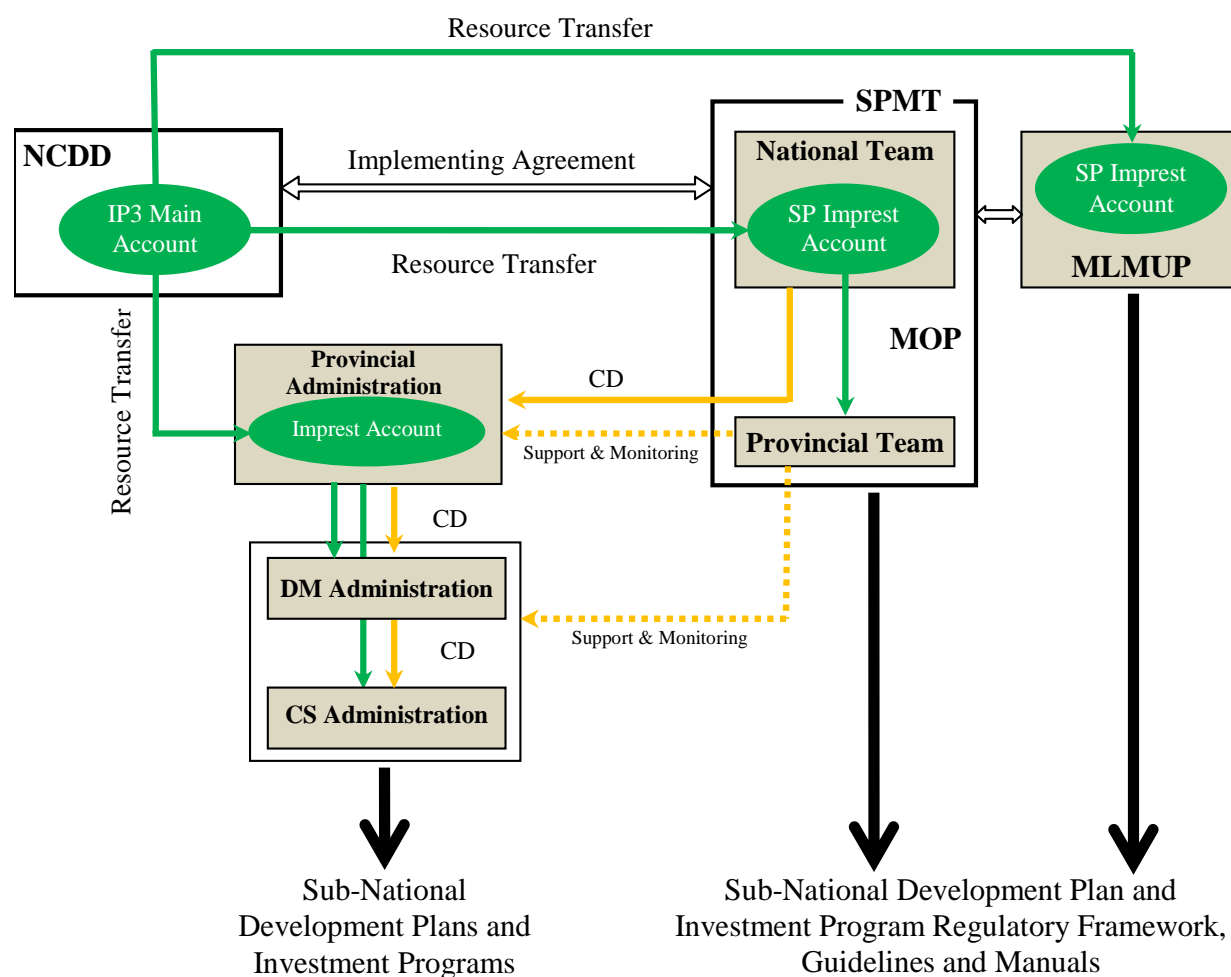 Resource Transfer
SPMT
NCDD
National Team
Implementing Agreement
SP Imprest
Account
IP3 Main
Account
SP Imprest
Account
Resource Transfer
MLMUP
Resource Transfer
MOP
Provincial
Administration
CD
Imprest Account
Support & Monitoring
Provincial Team
CD
DM Administration
Support & Monitoring
CD
CS Administration
Sub-National
Development Plans and
Investment Programs
Sub-National Development Plan and
Investment Program Regulatory Framework,
Guidelines and Manuals